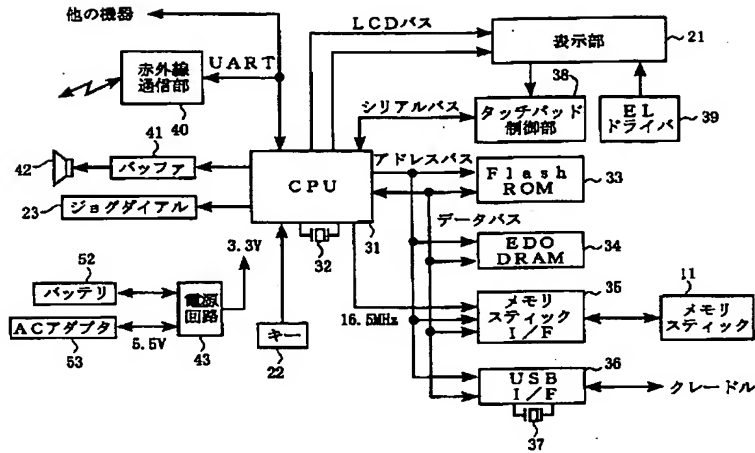 他の機器
LCDバス
表示部
21
UART
赤外線
通信部
40
38
シリアルバス
タッチパッド
制御部
ELドライバ
39
41
42
バッファ
CPU
アドレスバス
Flash
ROM
33
23
ジョグダイアル
31
データバス
32
3.3V
EDO
DRAM
34
52
バッテリ
電源
回路
35
11
メモリ
スティック
I/F
メモリ
スティック
ACアダプタ
53
5.5V
43
キー
22
16.5MHz
36
USB
I/F
クレードル
37